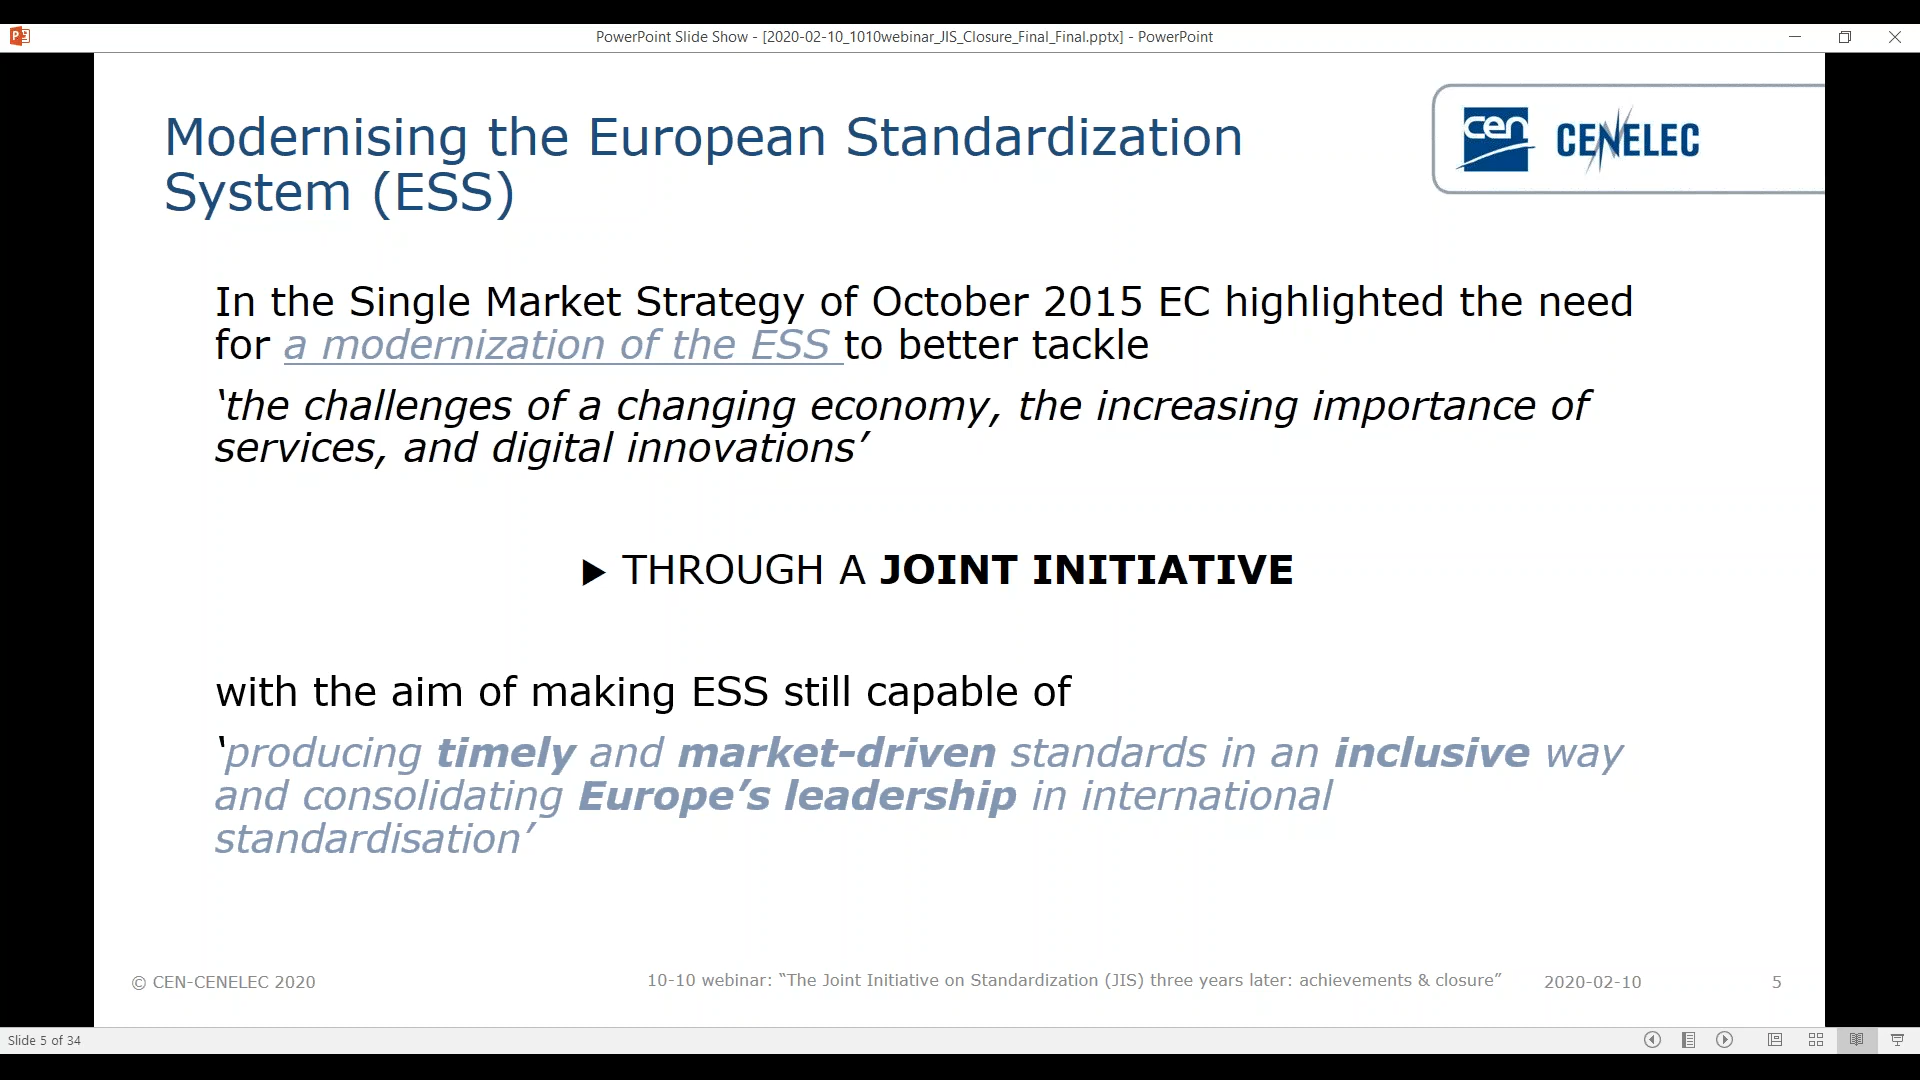 PowerPoint Slide Show - [2020-02-10_1010webinar_JIS_Closure_Final_Final.pptx] - PowerPoint
Modernising the European Standardization
System (ESS)
cen CENELEC
In the Single Market Strategy of October 2015 EC highlighted the need
for a modernization of the ESS to better tackle
‘the challenges of a changing economy, the increasing importance of
services, and digital innovations’
▶ THROUGH A JOINT INITIATIVE
with the aim of making ESS still capable of
‘producing timely and market-driven standards in an inclusive way
and consolidating Europe’s leadership in international
standardisation’
© CEN-CENELEC 2020
10-10 webinar: “The Joint Initiative on Standardization (JIS) three years later: achievements & closure”
2020-02-10
5
Slide 5 of 34